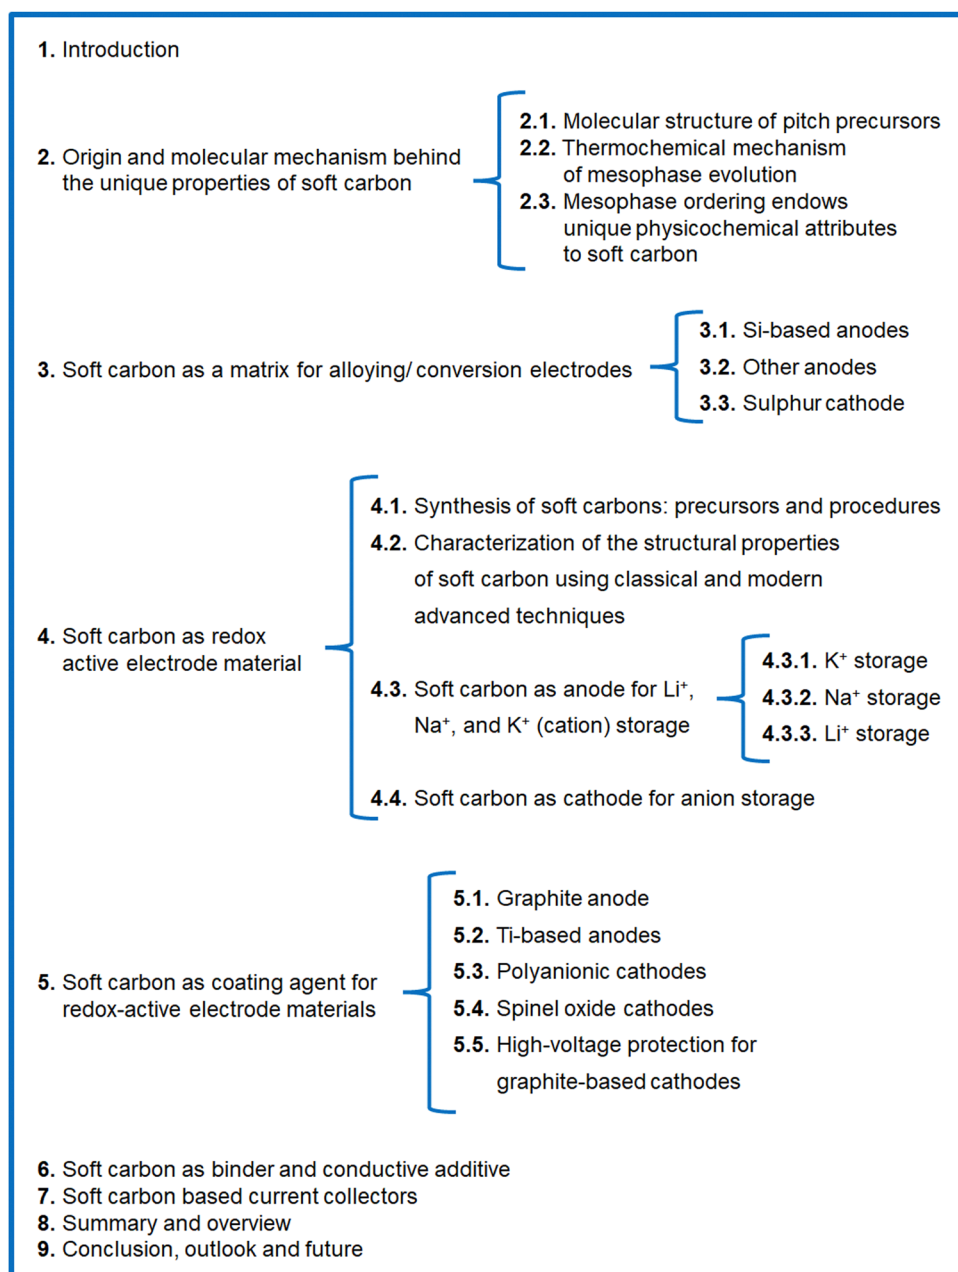 1. Introduction
2. Origin and molecular mechanism behind
the unique properties of soft carbon
2.1. Molecular structure of pitch precursors
2.2. Thermochemical mechanism
of mesophase evolution
2.3. Mesophase ordering endows
unique physicochemical attributes
to soft carbon
3. Soft carbon as a matrix for alloying/ conversion electrodes
3.1. Si-based anodes
3.2. Other anodes
3.3. Sulphur cathode
4. Soft carbon as redox
active electrode material
4.1. Synthesis of soft carbons: precursors and procedures
4.2. Characterization of the structural properties
of soft carbon using classical and modern
advanced techniques
4.3. Soft carbon as anode for Li⁺,
Na⁺, and K⁺ (cation) storage
4.3.1. K⁺ storage
4.3.2. Na⁺ storage
4.3.3. Li⁺ storage
4.4. Soft carbon as cathode for anion storage
5. Soft carbon as coating agent for
redox-active electrode materials
5.1. Graphite anode
5.2. Ti-based anodes
5.3. Polyanionic cathodes
5.4. Spinel oxide cathodes
5.5. High-voltage protection for
graphite-based cathodes
6. Soft carbon as binder and conductive additive
7. Soft carbon based current collectors
8. Summary and overview
9. Conclusion, outlook and future